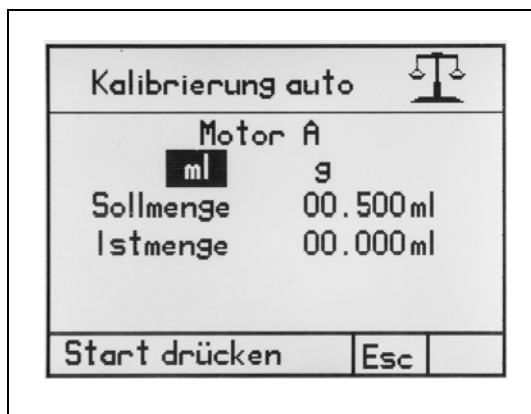 Kalibrierung auto
Motor A
ml g
Sollmenge 00.500ml
Istmenge 00.000ml
Start drücken Esc